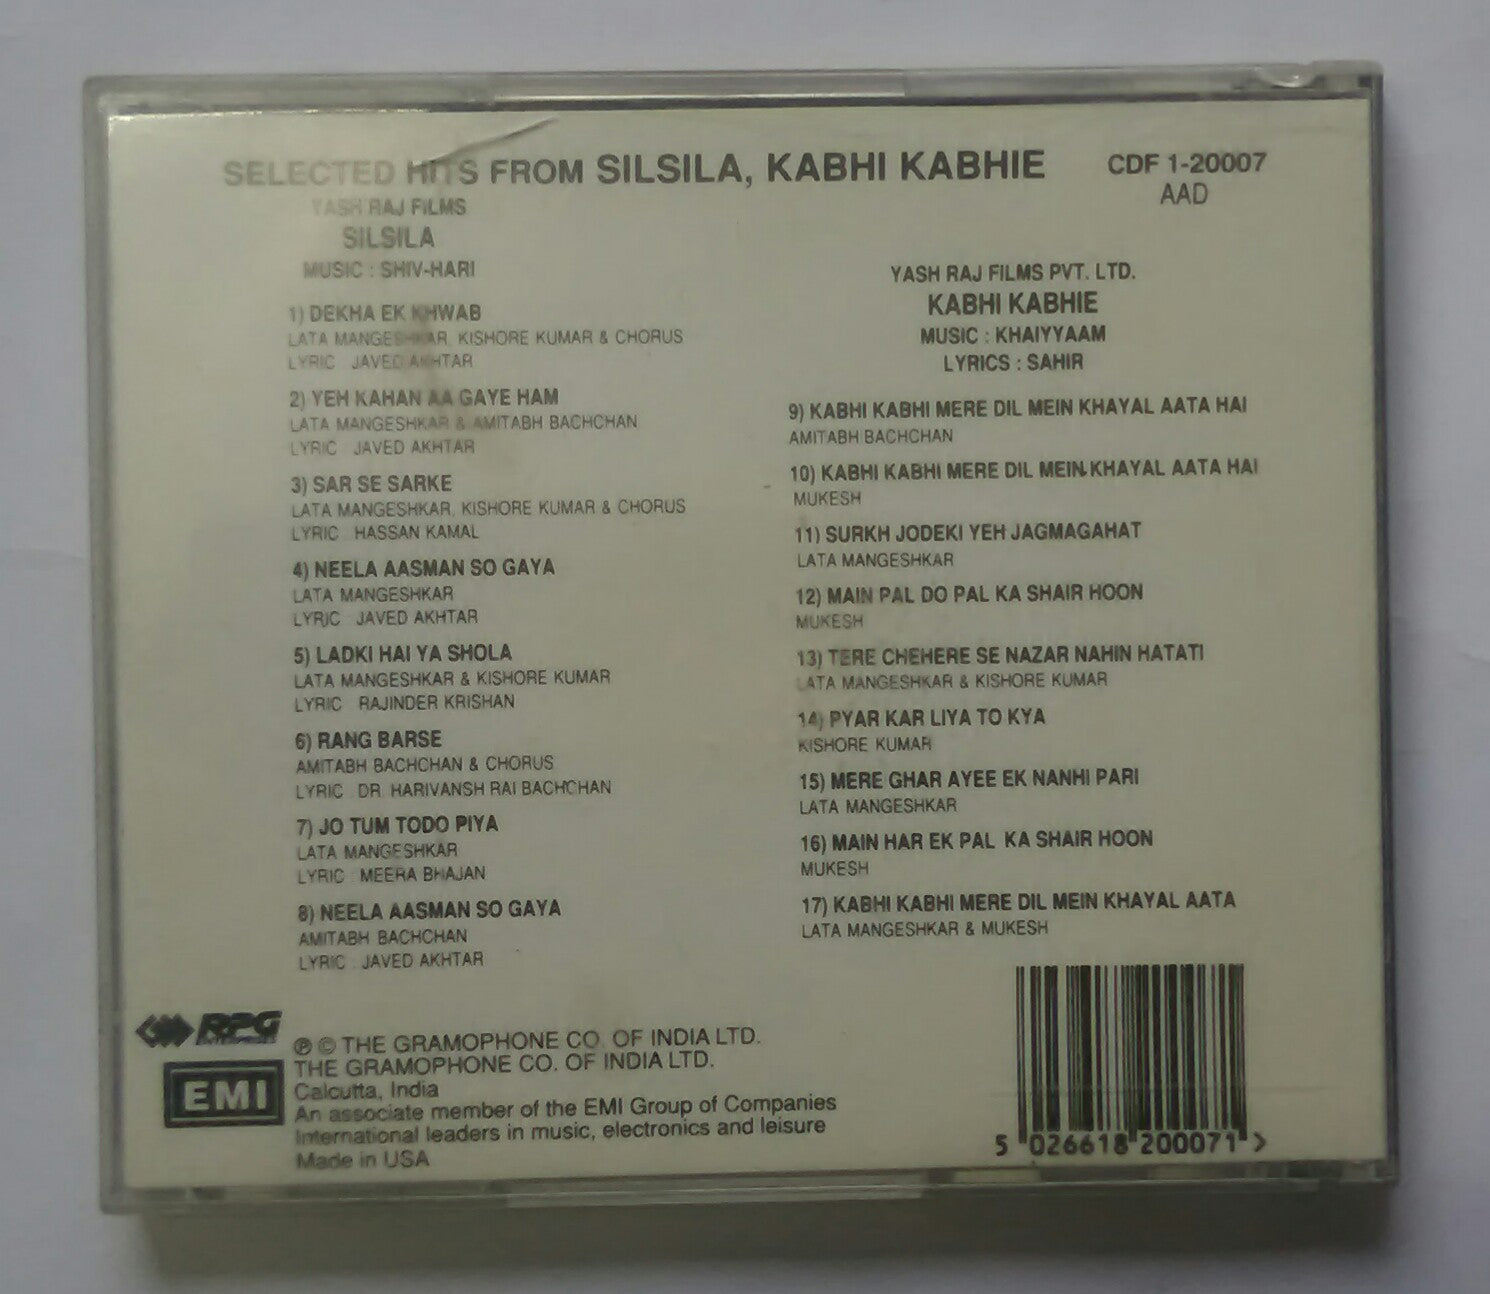 SELECTED HITS FROM SILSILA, KABHI KABHIE
CDF 1-20007
AAD
YASH RAJ FILMS
SILSILA
MUSIC : SHIV-HARI
1) DEKHA EK KHWAB
LATA MANGESHKAR, KISHORE KUMAR & CHORUS
LYRIC : JAVED AKHTAR
2) YEH KAHAN AA GAYE HAM
LATA MANGESHKAR & AMITABH BACHCHAN
LYRIC : JAVED AKHTAR
3) SAR SE SARKE
LATA MANGESHKAR, KISHORE KUMAR & CHORUS
LYRIC : HASSAN KAMAL
4) NEELA AASMAN SO GAYA
LATA MANGESHKAR
LYRIC : JAVED AKHTAR
5) LADKI HAI YA SHOLA
LATA MANGESHKAR & KISHORE KUMAR
LYRIC : RAJINDER KRISHAN
6) RANG BARSE
AMITABH BACHCHAN & CHORUS
LYRIC : DR. HARIVANSH RAI BACHCHAN
7) JO TUM TODO PIYA
LATA MANGESHKAR
LYRIC : MEERA BHAJAN
8) NEELA AASMAN SO GAYA
AMITABH BACHCHAN
LYRIC : JAVED AKHTAR
YASH RAJ FILMS PVT. LTD.
KABHI KABHIE
MUSIC : KHAIYYAAM
LYRICS : SAHIR
9) KABHI KABHI MERE DIL MEIN KHAYAL AATA HAI
AMITABH BACHCHAN
10) KABHI KABHI MERE DIL MEIN KHAYAL AATA HAI
MUKESH
11) SURKH JODEKI YEH JAGMAGAHAT
LATA MANGESHKAR
12) MAIN PAL DO PAL KA SHAIR HOON
MUKESH
13) TERE CHEHERE SE NAZAR NAHIN HATATI
LATA MANGESHKAR & KISHORE KUMAR
14) PYAR KAR LIYA TO KYA
KISHORE KUMAR
15) MERE GHAR AYEE EK NANHI PARI
LATA MANGESHKAR
16) MAIN HAR EK PAL KA SHAIR HOON
MUKESH
17) KABHI KABHI MERE DIL MEIN KHAYAL AATA
LATA MANGESHKAR & MUKESH
RPG
EMI
℗ © THE GRAMOPHONE CO. OF INDIA LTD.
THE GRAMOPHONE CO. OF INDIA LTD.
Calcutta, India
An associate member of the EMI Group of Companies
International leaders in music, electronics and leisure
Made in USA
5 026618 200071 >